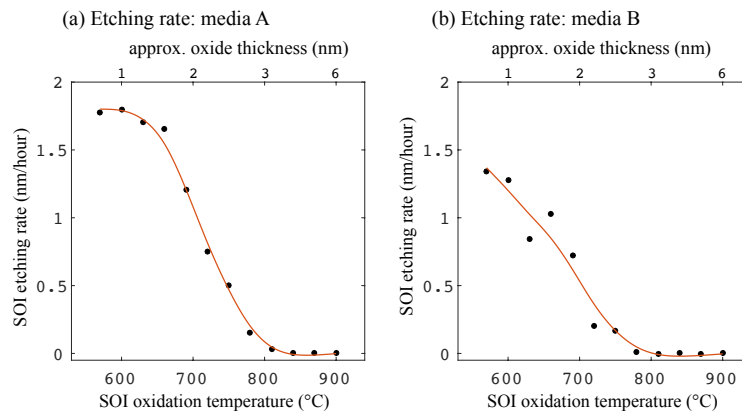 (a) Etching rate: media A
approx. oxide thickness (nm)
1 2 3 6
2
1.5
1
0.5
0
SOI etching rate (nm/hour)
600 700 800 900
SOI oxidation temperature (°C)
(b) Etching rate: media B
approx. oxide thickness (nm)
1 2 3 6
2
1.5
1
0.5
0
SOI etching rate (nm/hour)
600 700 800 900
SOI oxidation temperature (°C)